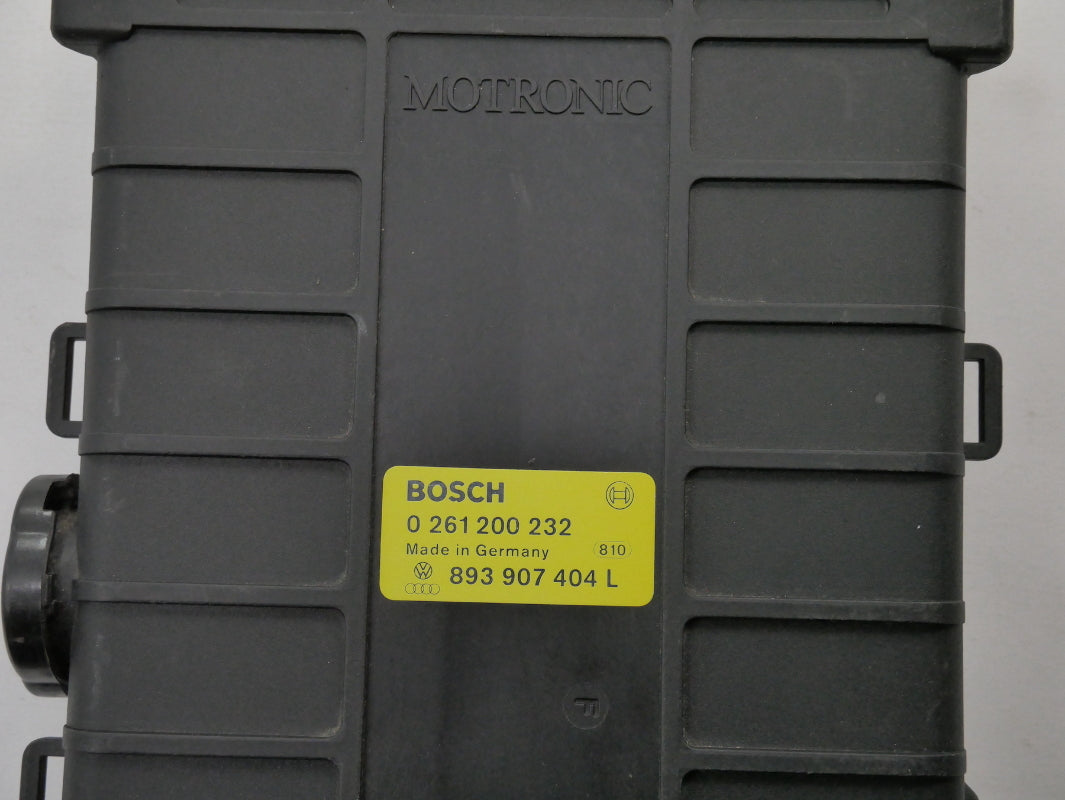 MOTRONIC
BOSCH
0 261 200 232
Made in Germany 810
893 907 404 L
F